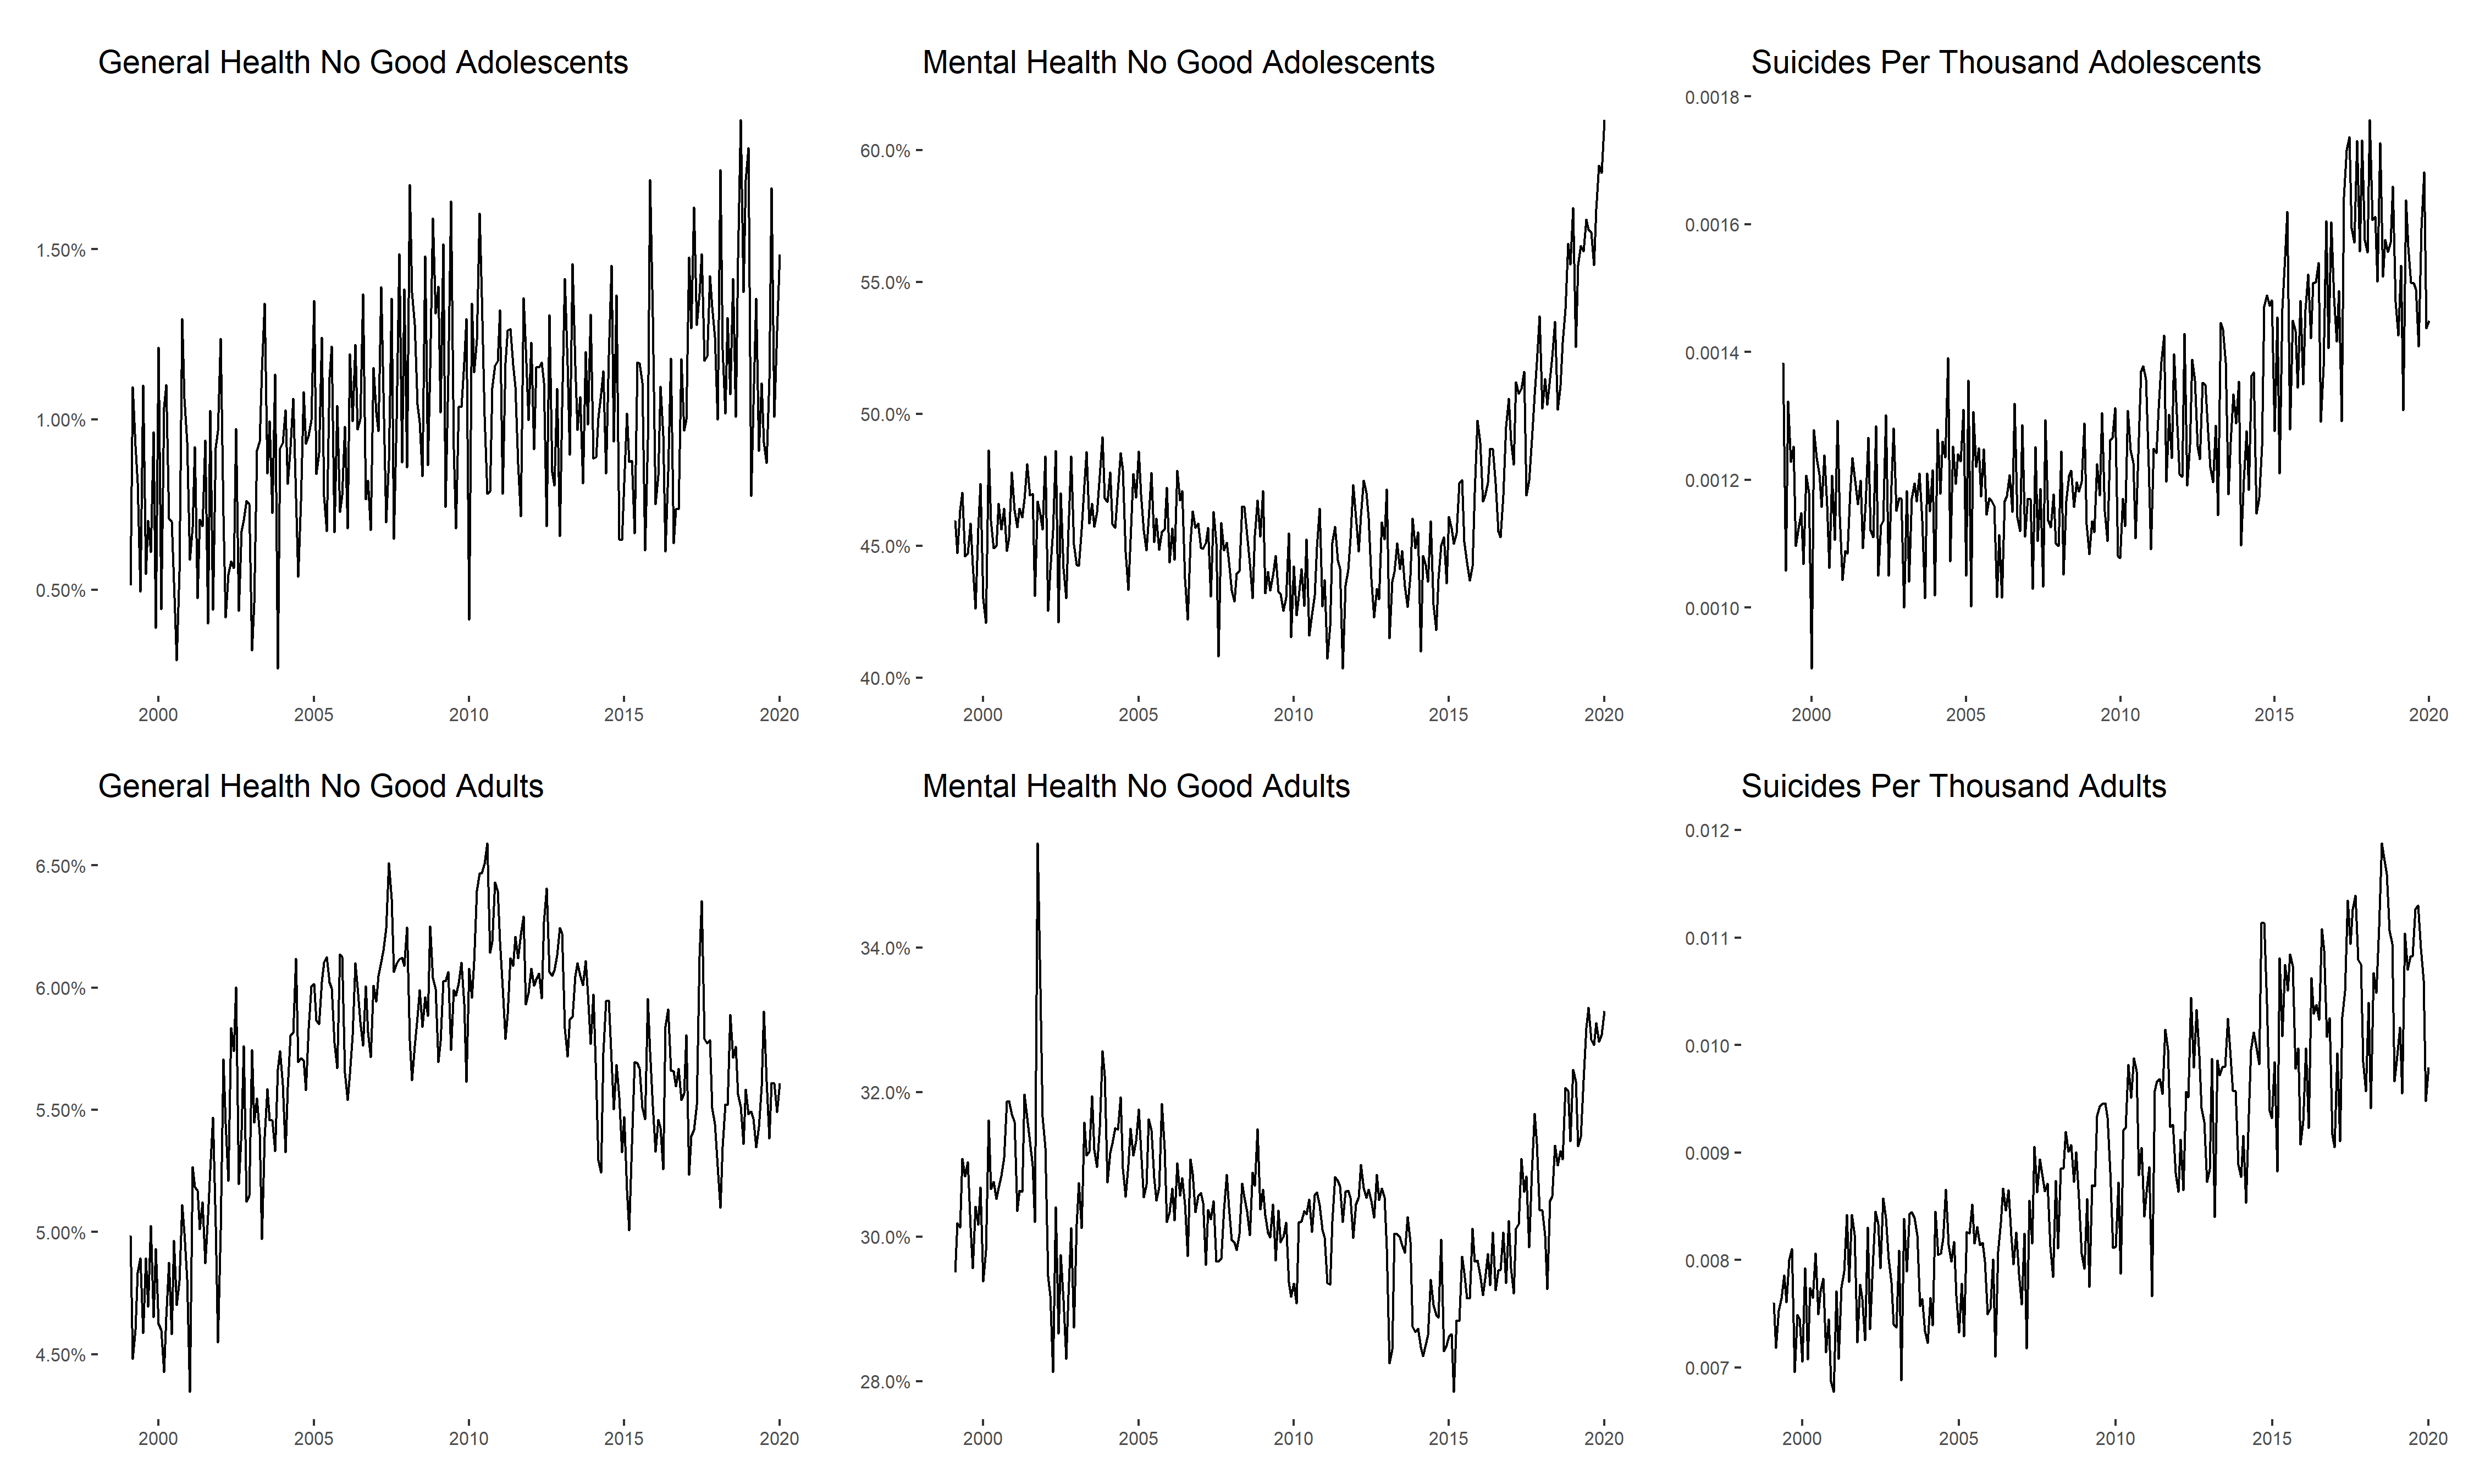 General Health No Good Adolescents
1.50%
1.00%
0.50%
2000 2005 2010 2015 2020
Mental Health No Good Adolescents
60.0%
55.0%
50.0%
45.0%
40.0%
2000 2005 2010 2015 2020
Suicides Per Thousand Adolescents
0.0018
0.0016
0.0014
0.0012
0.0010
2000 2005 2010 2015 2020
General Health No Good Adults
6.50%
6.00%
5.50%
5.00%
4.50%
2000 2005 2010 2015 2020
Mental Health No Good Adults
34.0%
32.0%
30.0%
28.0%
2000 2005 2010 2015 2020
Suicides Per Thousand Adults
0.012
0.011
0.010
0.009
0.008
0.007
2000 2005 2010 2015 2020